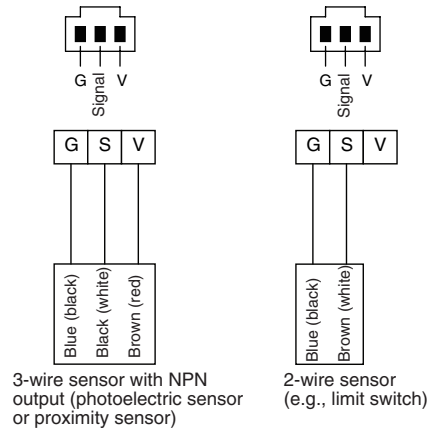 G Signal V
G S V
Blue (black)
Black (white)
Brown (red)
3-wire sensor with NPN
output (photoelectric sensor
or proximity sensor)
G Signal V
G S V
Blue (black)
Brown (white)
2-wire sensor
(e.g., limit switch)